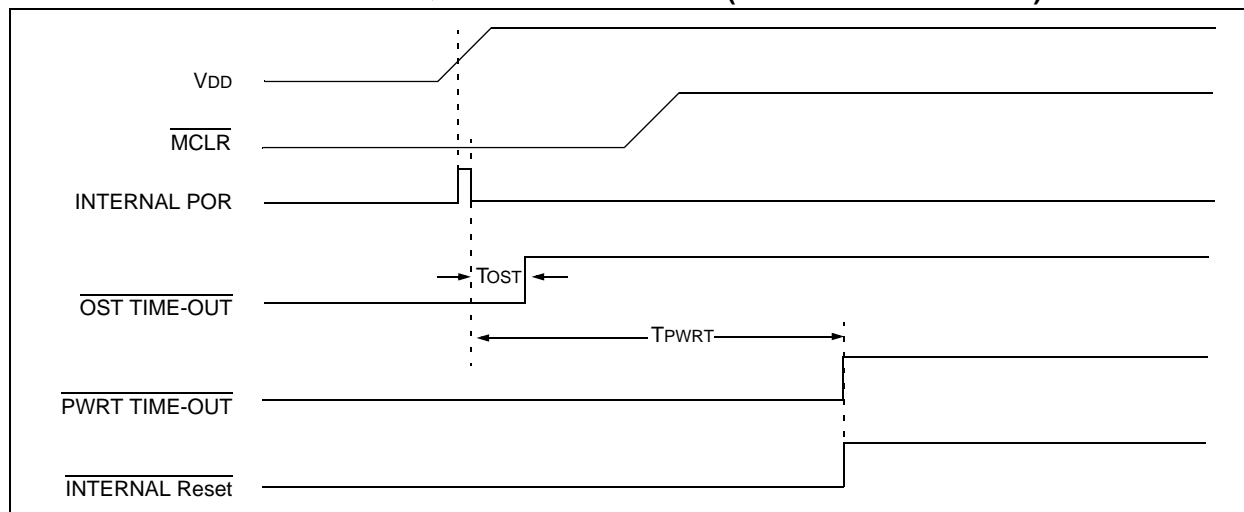 VDD
MCLR
INTERNAL POR
TOST
OST TIME-OUT
TPWRT
PWRT TIME-OUT
INTERNAL Reset